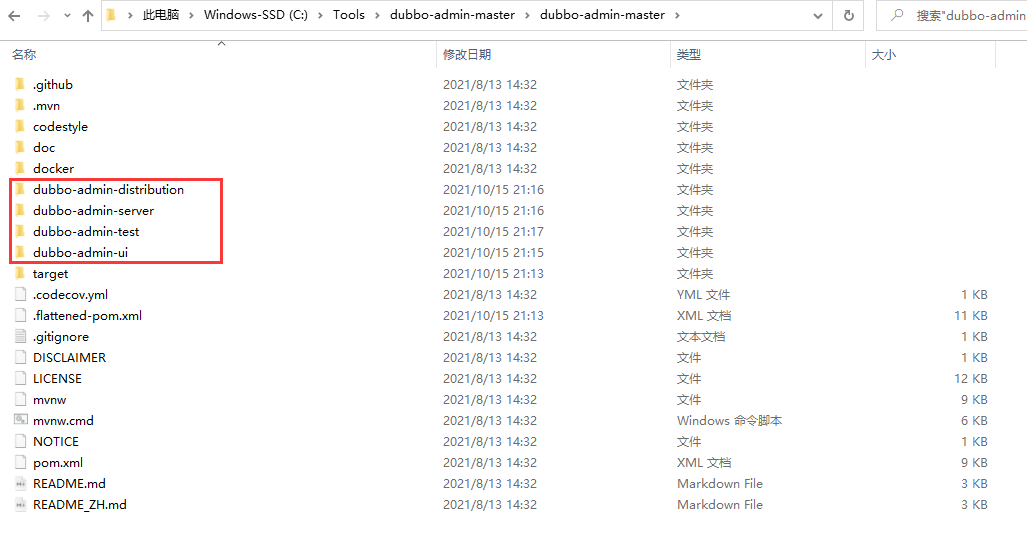 此电脑 Windows-SSD (C:) Tools dubbo-admin-master dubbo-admin-master 搜索"dubbo-admin
名称 修改日期 类型 大小
.github 2021/8/13 14:32 文件夹
.mvn 2021/8/13 14:32 文件夹
codestyle 2021/8/13 14:32 文件夹
doc 2021/8/13 14:32 文件夹
docker 2021/8/13 14:32 文件夹
dubbo-admin-distribution 2021/10/15 21:16 文件夹
dubbo-admin-server 2021/10/15 21:16 文件夹
dubbo-admin-test 2021/10/15 21:17 文件夹
dubbo-admin-ui 2021/10/15 21:15 文件夹
target 2021/10/15 21:13 文件夹
.codecov.yml 2021/8/13 14:32 YML 文件 1 KB
.flattened-pom.xml 2021/10/15 21:13 XML 文档 11 KB
.gitignore 2021/8/13 14:32 文本文档 1 KB
DISCLAIMER 2021/8/13 14:32 文件 1 KB
LICENSE 2021/8/13 14:32 文件 12 KB
mvnw 2021/8/13 14:32 文件 9 KB
mvnw.cmd 2021/8/13 14:32 Windows 命令脚本 6 KB
NOTICE 2021/8/13 14:32 文件 1 KB
pom.xml 2021/8/13 14:32 XML 文档 9 KB
README.md 2021/8/13 14:32 Markdown File 3 KB
README_ZH.md 2021/8/13 14:32 Markdown File 3 KB